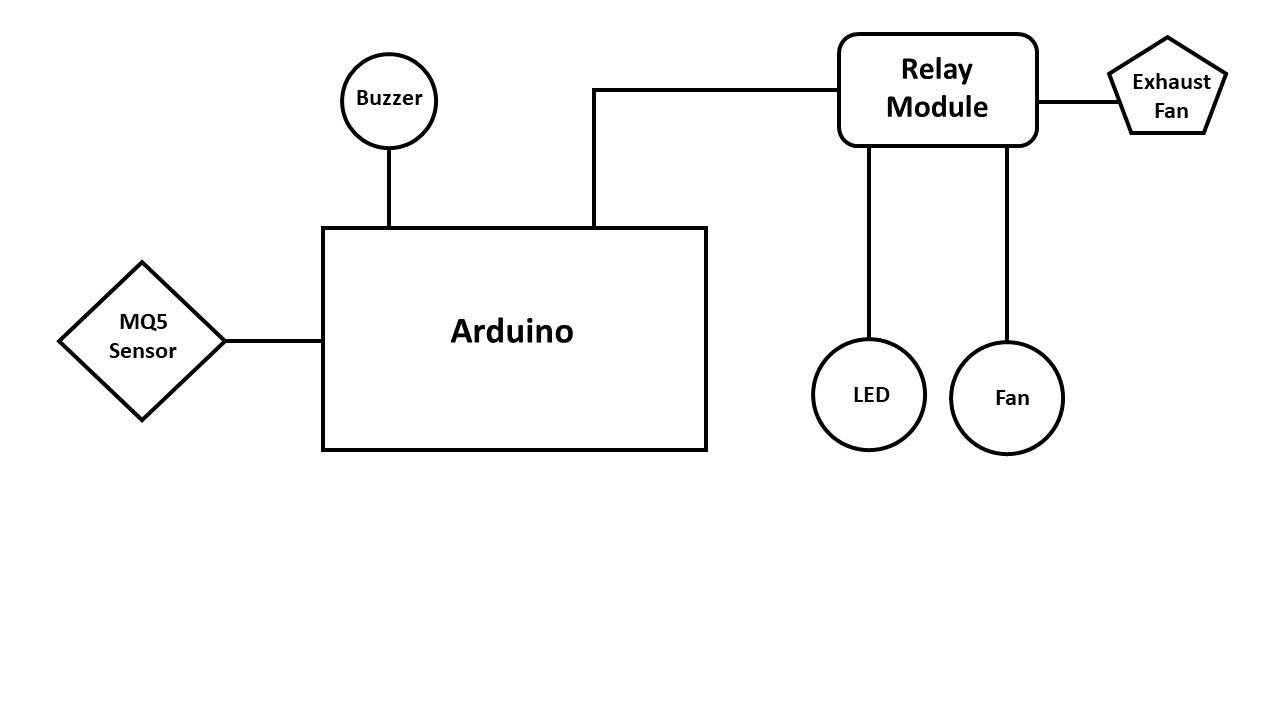 Buzzer
Relay
Module
Exhaust
Fan
MQ5
Sensor
Arduino
LED
Fan